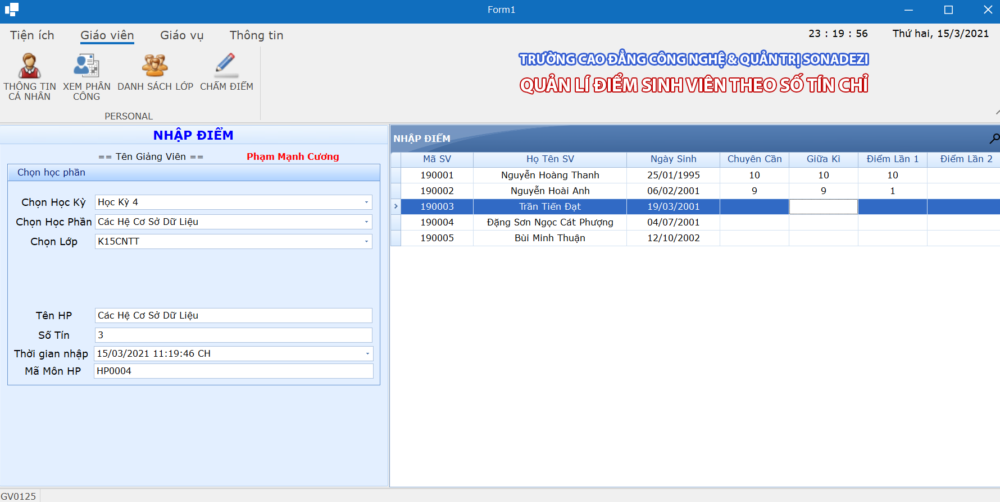 Form1
Tiện ích Giáo viên Giáo vụ Thông tin
23 : 19 : 56 Thứ hai, 15/3/2021
TRƯỜNG CAO ĐẲNG CÔNG NGHỆ & QUẢN TRỊ SONADEZI
QUẢN LÍ ĐIỂM SINH VIÊN THEO SỐ TÍN CHỈ
THÔNG TIN CÁ NHÂN
XEM PHÂN CÔNG
DANH SÁCH LỚP
CHẤM ĐIỂM
PERSONAL
NHẬP ĐIỂM
== Tên Giảng Viên == Phạm Mạnh Cương
Chọn học phần
Chọn Học Kỳ Học Kỳ 4
Chọn Học Phần Các Hệ Cơ Sở Dữ Liệu
Chọn Lớp K15CNTT
Tên HP Các Hệ Cơ Sở Dữ Liệu
Số Tín 3
Thời gian nhập 15/03/2021 11:19:46 CH
Mã Môn HP HP0004
NHẬP ĐIỂM
Mã SV Họ Tên SV Ngày Sinh Chuyên Cần Giữa Kì Điểm Lần 1 Điểm Lần 2
190001 Nguyễn Hoàng Thanh 25/01/1995 10 10 10
190002 Nguyễn Hoài Anh 06/02/2001 9 9 1
190003 Trần Tiến Đạt 19/03/2001
190004 Đặng Sơn Ngọc Cát Phượng 04/07/2001
190005 Bùi Minh Thuận 12/10/2002
GV0125